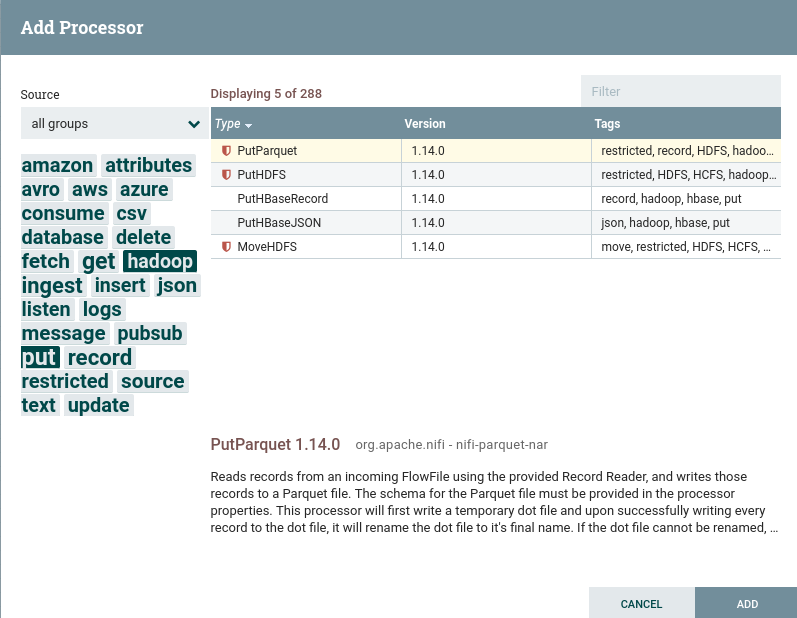 Add Processor
Source
Displaying 5 of 288
Filter
all groups
Type Version Tags
amazon attributes
avro aws azure
consume csv
database delete
fetch get hadoop
ingest insert json
listen logs
message pubsub
put record
restricted source
text update
PutParquet 1.14.0 restricted, record, HDFS, hadoo...
PutHDFS 1.14.0 restricted, HDFS, HCFS, hadoop...
PutHBaseRecord 1.14.0 record, hadoop, hbase, put
PutHBaseJSON 1.14.0 json, hadoop, hbase, put
MoveHDFS 1.14.0 move, restricted, HDFS, HCFS, ...
PutParquet 1.14.0 org.apache.nifi - nifi-parquet-nar
Reads records from an incoming FlowFile using the provided Record Reader, and writes those
records to a Parquet file. The schema for the Parquet file must be provided in the processor
properties. This processor will first write a temporary dot file and upon successfully writing every
record to the dot file, it will rename the dot file to it's final name. If the dot file cannot be renamed, ...
CANCEL ADD